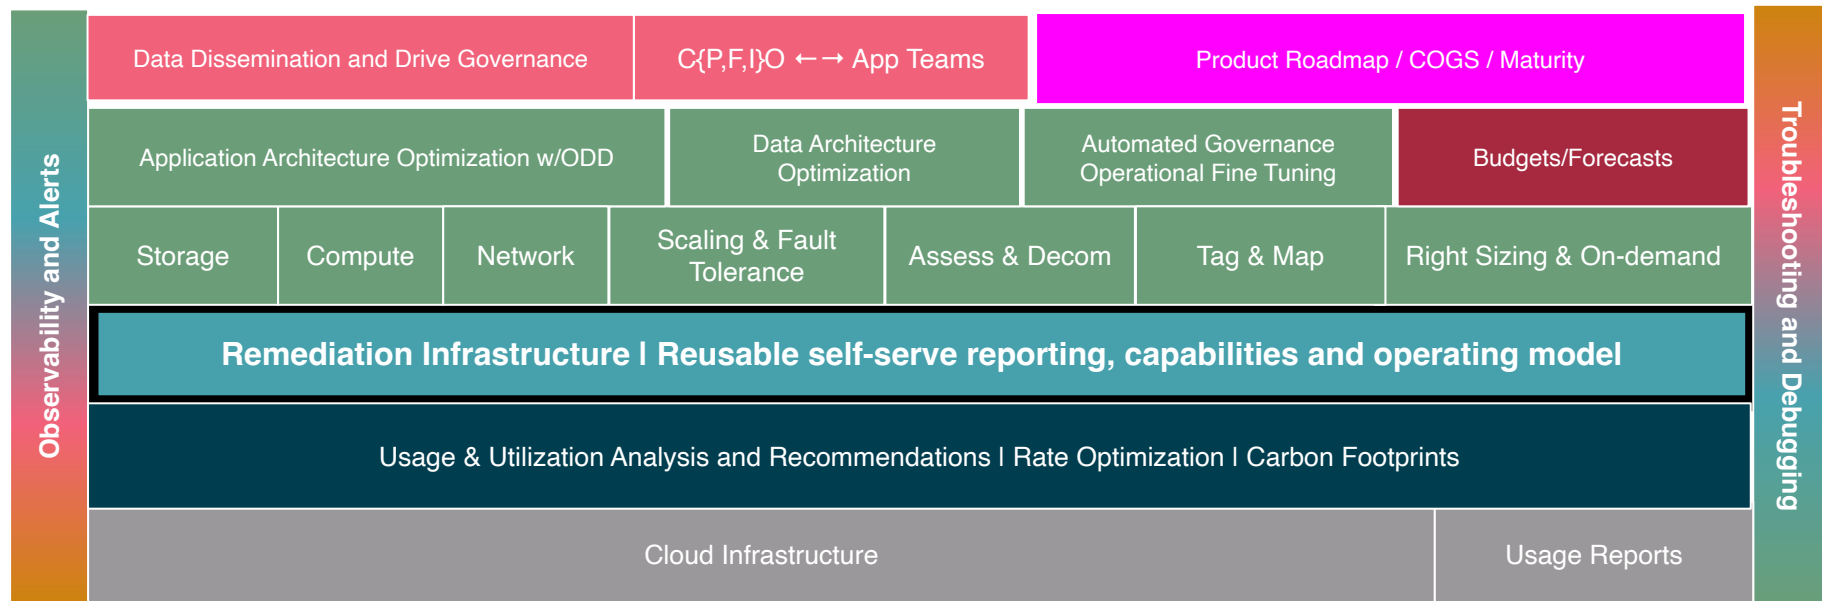 Observability and Alerts
Data Dissemination and Drive Governance
C{P,F,I}O ←→ App Teams
Product Roadmap / COGS / Maturity
Application Architecture Optimization w/ODD
Data Architecture
Optimization
Automated Governance
Operational Fine Tuning
Budgets/Forecasts
Storage
Compute
Network
Scaling & Fault
Tolerance
Assess & Decom
Tag & Map
Right Sizing & On-demand
Remediation Infrastructure | Reusable self-serve reporting, capabilities and operating model
Usage & Utilization Analysis and Recommendations | Rate Optimization | Carbon Footprints
Cloud Infrastructure
Usage Reports
Troubleshooting and Debugging